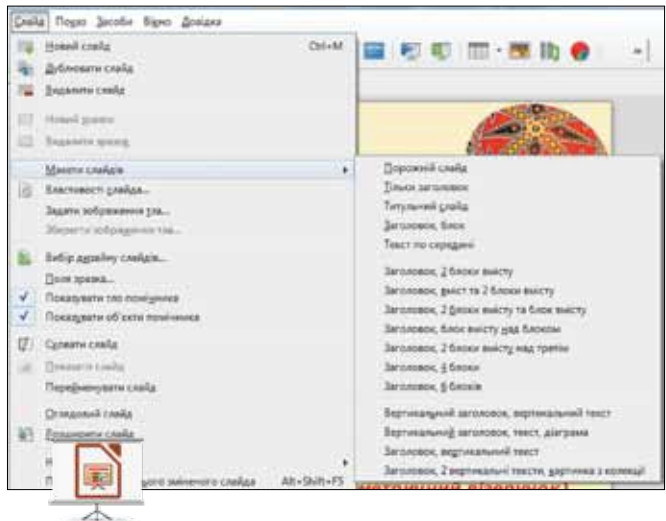 Слайд Показ Засоби Вікно Довідка
Новий слайд Ctrl+M
Дублювати слайд
Видалити слайд
Новий зразок
Видалити зразок
Макети слайдів
Властивості слайда...
Задати зображення тла...
Зберегти зображення тла...
Вибір дизайну слайдів...
Поля зразка...
Показувати тло помічника
Показувати об'єкти помічника
Сховати слайд
Показати слайд
Перейменувати слайд
Оглядовий слайд
Розширити слайд
Н
П ього зміненого слайда Alt+Shift+F5
Порожній слайд
Тільки заголовок
Титульний слайд
Заголовок, блок
Текст по середині
Заголовок, 2 блоки вмісту
Заголовок, вміст та 2 блоки вмісту
Заголовок, 2 блоки вмісту та блок вмісту
Заголовок, блок вмісту над блоком
Заголовок, 2 блоки вмісту над третім
Заголовок, 4 блоки
Заголовок, 6 блоків
Вертикальний заголовок, вертикальний текст
Вертикальний заголовок, текст, діаграма
Заголовок, вертикальний текст
Заголовок, 2 вертикальні тексти, картинка з колекції